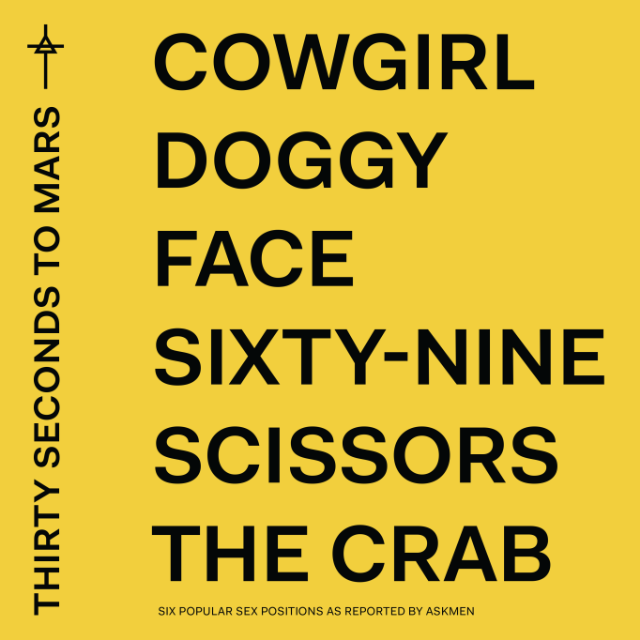 THIRTY SECONDS TO MARS
COWGIRL
DOGGY
FACE
SIXTY-NINE
SCISSORS
THE CRAB
SIX POPULAR SEX POSITIONS AS REPORTED BY ASKMEN